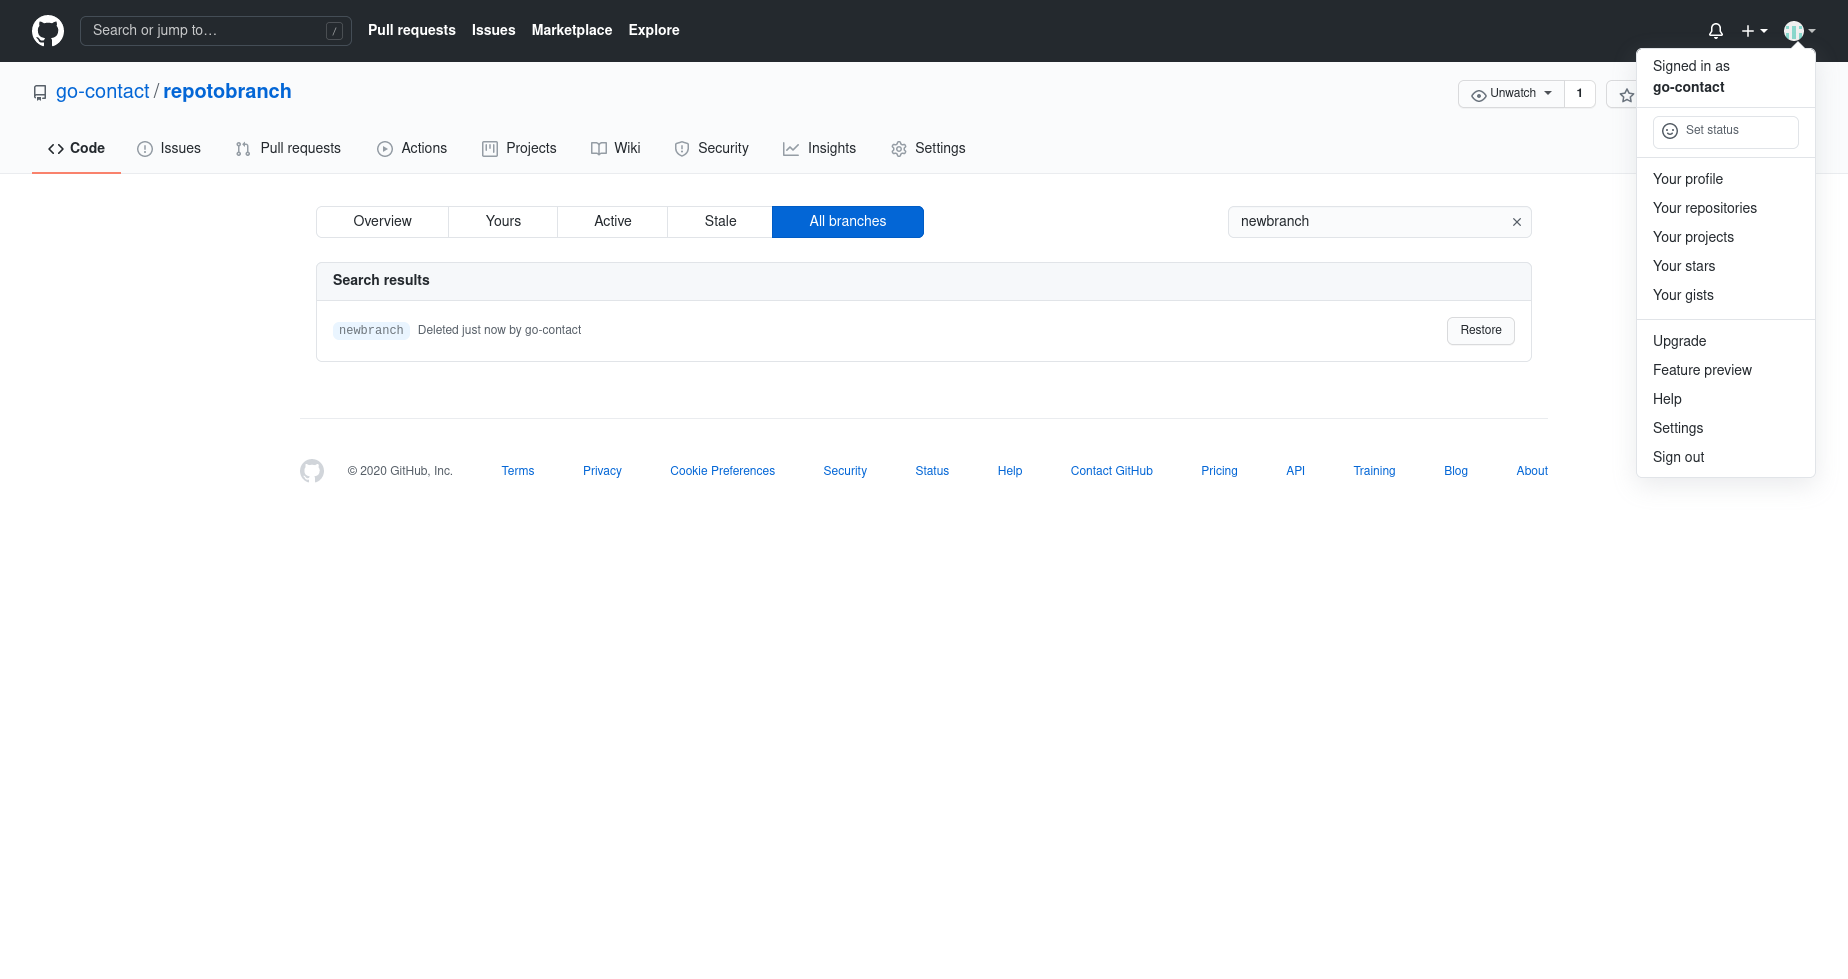 Search or jump to…
/
Pull requests
Issues
Marketplace
Explore
Signed in as
go-contact
Set status
Your profile
Your repositories
Your projects
Your stars
Your gists
Upgrade
Feature preview
Help
Settings
Sign out
go-contact / repotobranch
Unwatch
1
Code
Issues
Pull requests
Actions
Projects
Wiki
Security
Insights
Settings
Overview
Yours
Active
Stale
All branches
newbranch
Search results
newbranch Deleted just now by go-contact
Restore
© 2020 GitHub, Inc.
Terms
Privacy
Cookie Preferences
Security
Status
Help
Contact GitHub
Pricing
API
Training
Blog
About